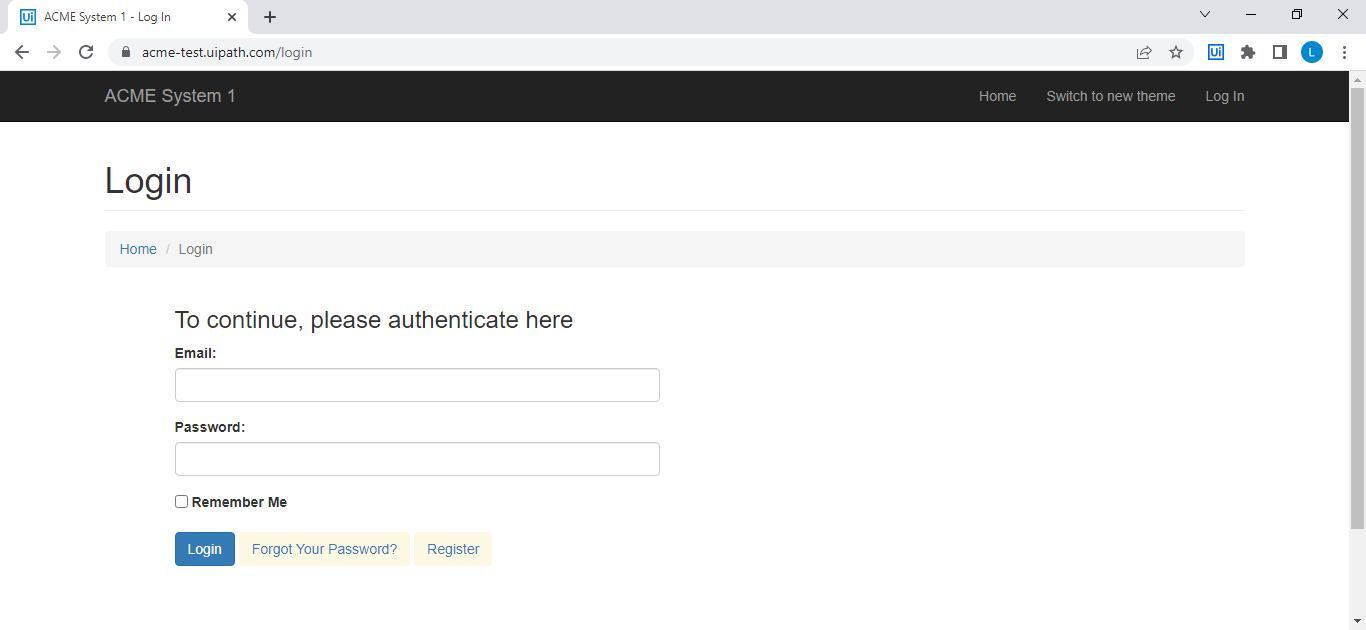 Ui ACME System 1 - Log In
acme-test.uipath.com/login
Ui
L
ACME System 1
Home
Switch to new theme
Log In
Login
Home / Login
To continue, please authenticate here
Email:
Password:
Remember Me
Login
Forgot Your Password?
Register